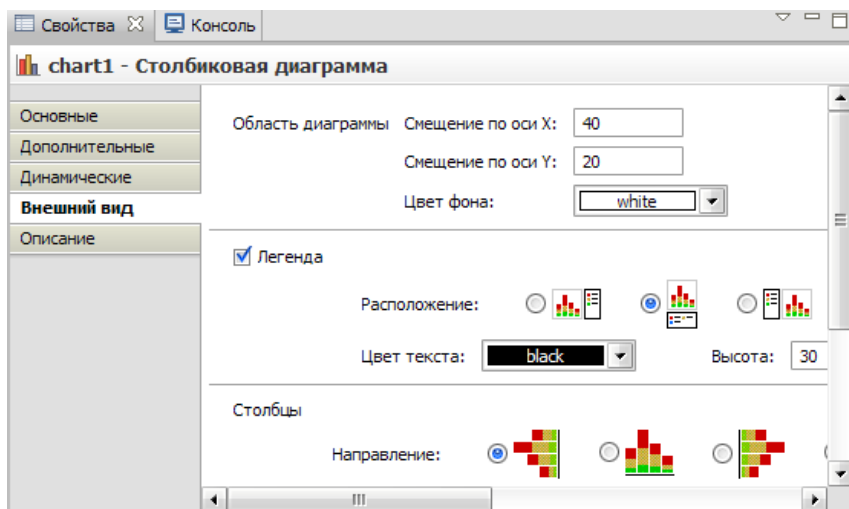 Свойства Консоль
chart1 - Столбиковая диаграмма
Основные
Дополнительные
Динамические
Внешний вид
Описание
Область диаграммы Смещение по оси X: 40
Смещение по оси Y: 20
Цвет фона: white
Легенда
Расположение:
Цвет текста: black Высота: 30
Столбцы
Направление: